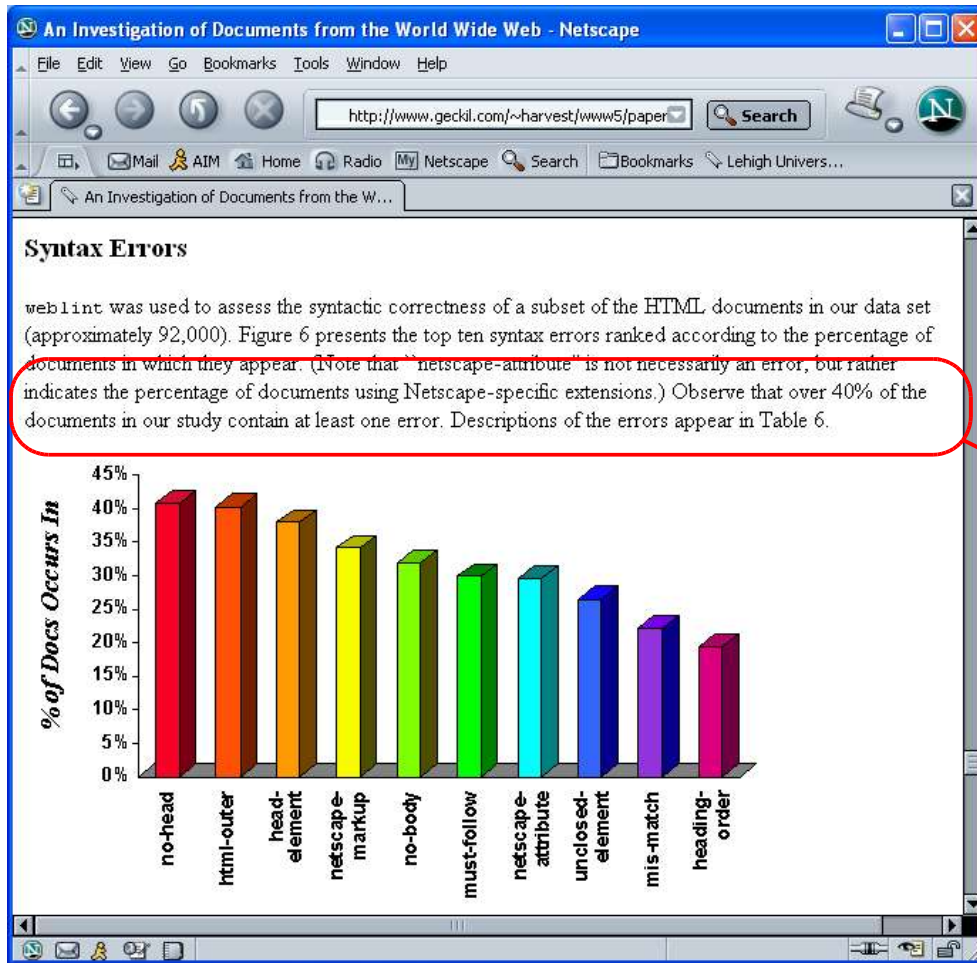 An Investigation of Documents from the World Wide Web - Netscape
File Edit View Go Bookmarks Tools Window Help
http://www.geckil.com/~harvest/www5/paper Search N
Mail AIM Home Radio My Netscape Search Bookmarks Lehigh Univers...
An Investigation of Documents from the W...
Syntax Errors
weblint was used to assess the syntactic correctness of a subset of the HTML documents in our data set
(approximately 92,000). Figure 6 presents the top ten syntax errors ranked according to the percentage of
documents in which they appear. (Note that ``netscape-attribute'' is not necessarily an error, but rather
indicates the percentage of documents using Netscape-specific extensions.) Observe that over 40% of the
documents in our study contain at least one error. Descriptions of the errors appear in Table 6.
% of Docs Occurs In
45%
40%
35%
30%
25%
20%
15%
10%
5%
0%
no-head
html-outer
head-
element
netscape-
markup
no-body
must-follow
netscape-
attribute
unclosed-
element
mis-match
heading-
order